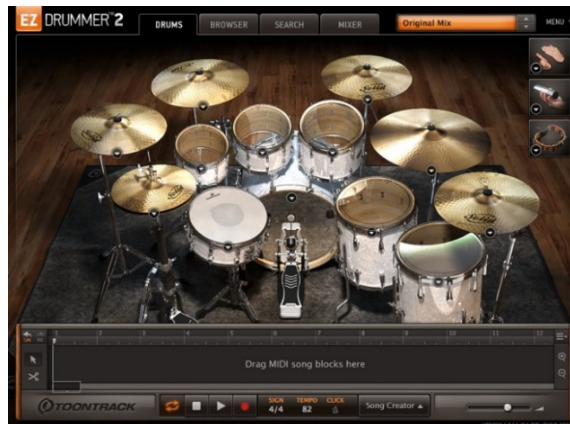 EZ DRUMMER™ 2
DRUMS
BROWSER
SEARCH
MIXER
Original Mix
MENU
1 2 3 4 5 6 7 8 9 10 11 12
Drag MIDI song blocks here
TOONTRACK
SIGN
4/4
TEMPO
82
CLICK
Song Creator